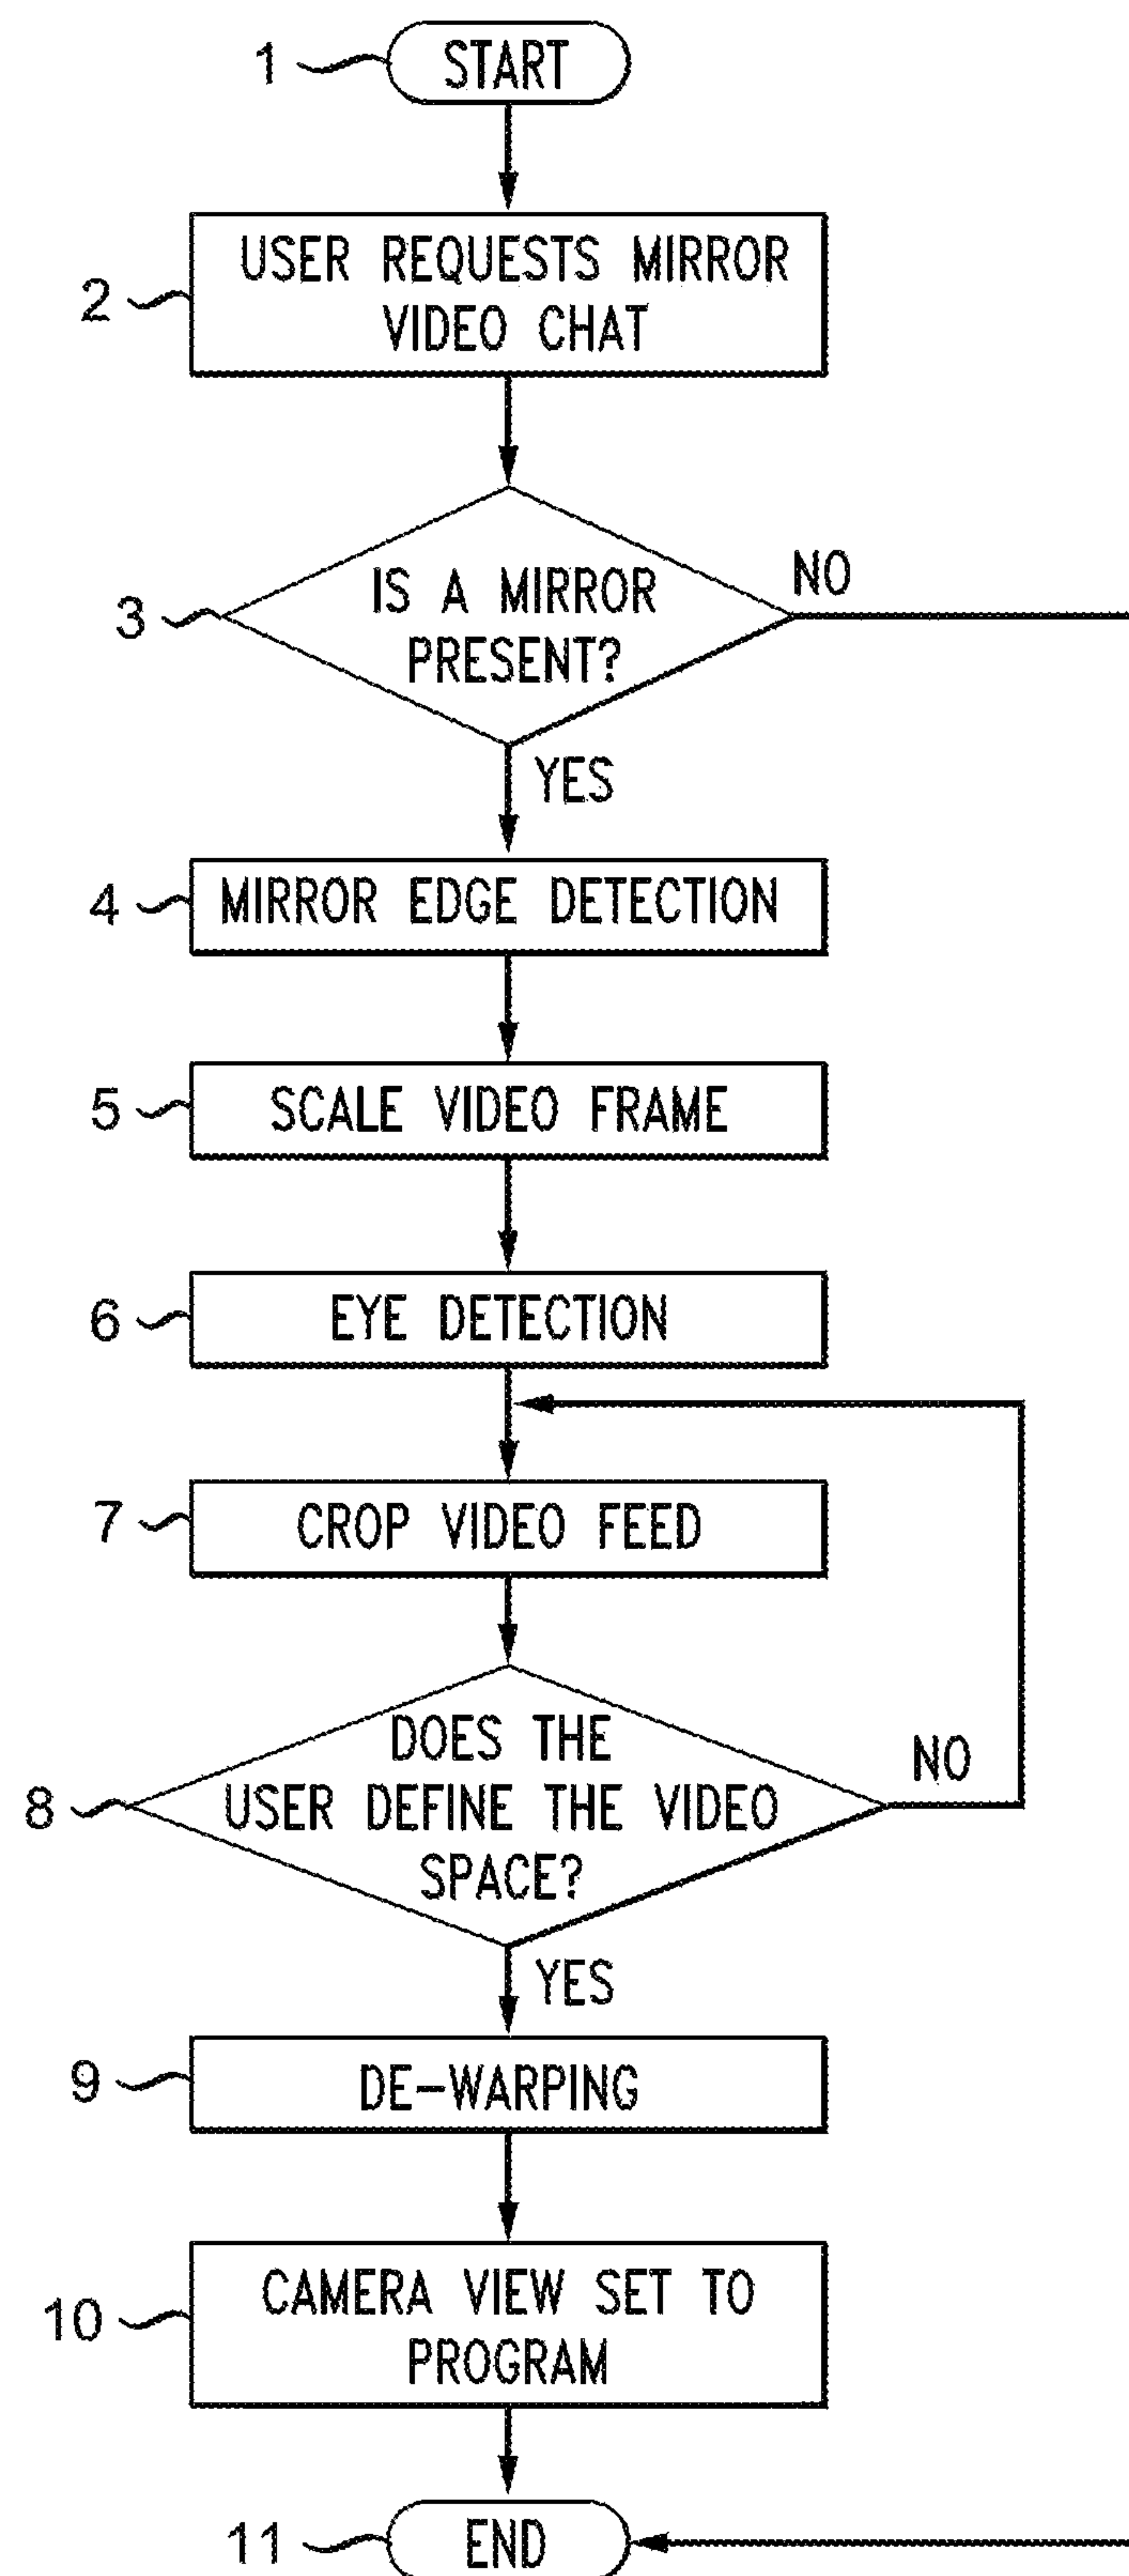 1 START
2 USER REQUESTS MIRROR
VIDEO CHAT
3 IS A MIRROR
PRESENT?
NO
YES
4 MIRROR EDGE DETECTION
5 SCALE VIDEO FRAME
6 EYE DETECTION
7 CROP VIDEO FEED
8 DOES THE
USER DEFINE THE VIDEO
SPACE?
NO
YES
9 DE-WARPING
10 CAMERA VIEW SET TO
PROGRAM
11 END